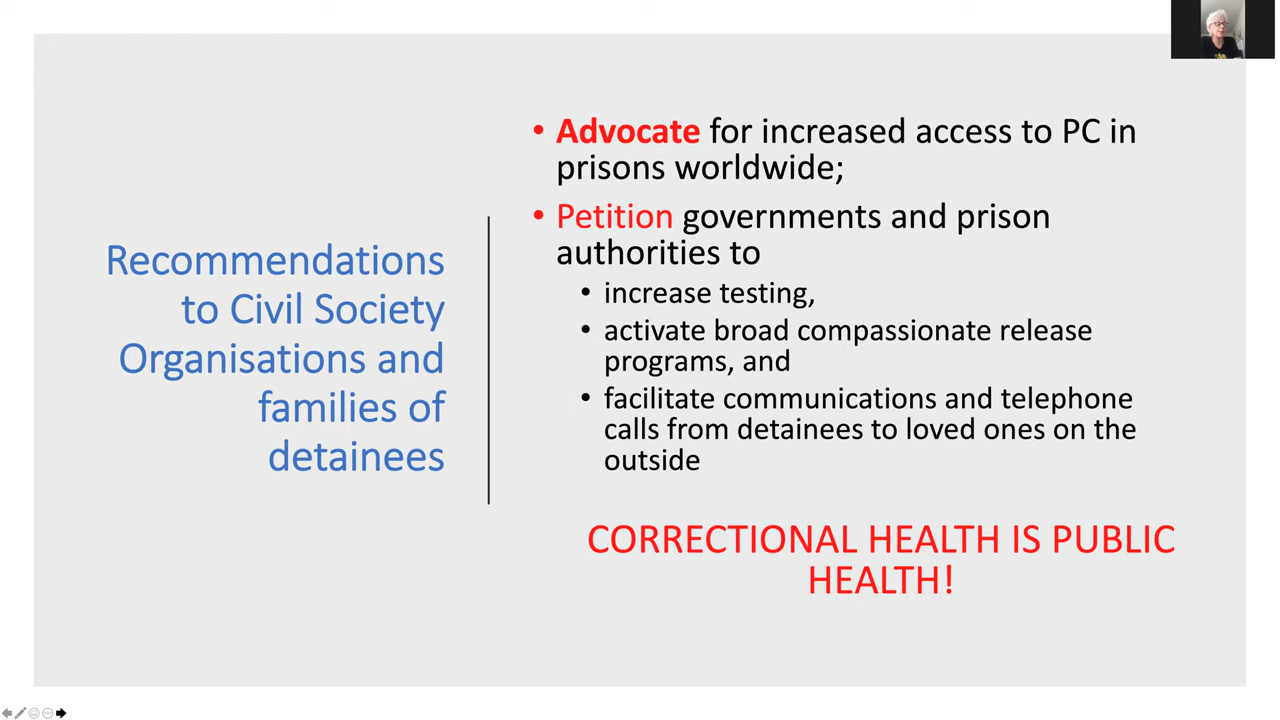 Recommendations
to Civil Society
Organisations and
families of
detainees
• Advocate for increased access to PC in
prisons worldwide;
• Petition governments and prison
authorities to
• increase testing,
• activate broad compassionate release
programs, and
• facilitate communications and telephone
calls from detainees to loved ones on the
outside
CORRECTIONAL HEALTH IS PUBLIC
HEALTH!